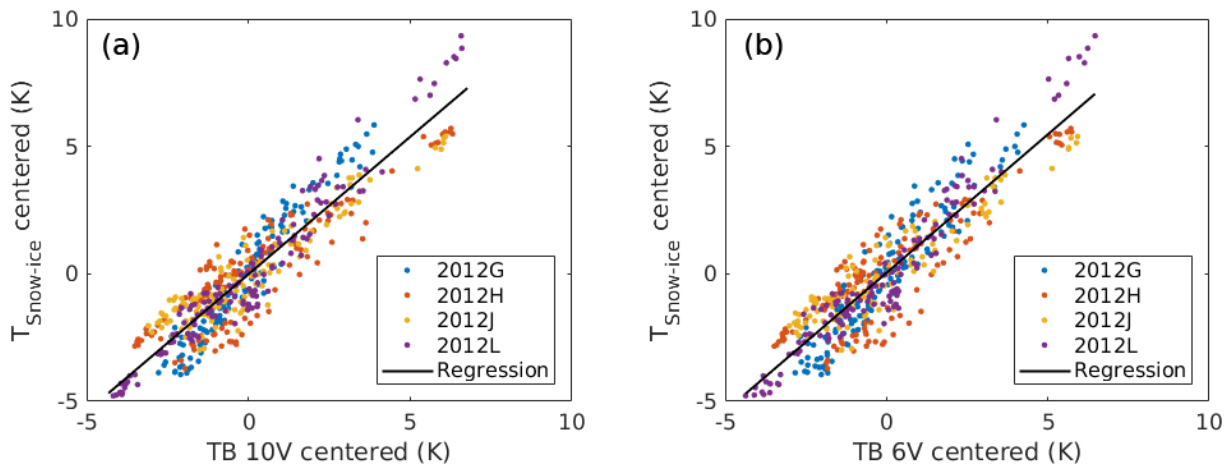 (a)
10
5
0
-5
-5
0
5
10
T Snow-ice centered (K)
TB 10V centered (K)
2012G
2012H
2012J
2012L
Regression
(b)
10
5
0
-5
-5
0
5
10
T Snow-ice centered (K)
TB 6V centered (K)
2012G
2012H
2012J
2012L
Regression